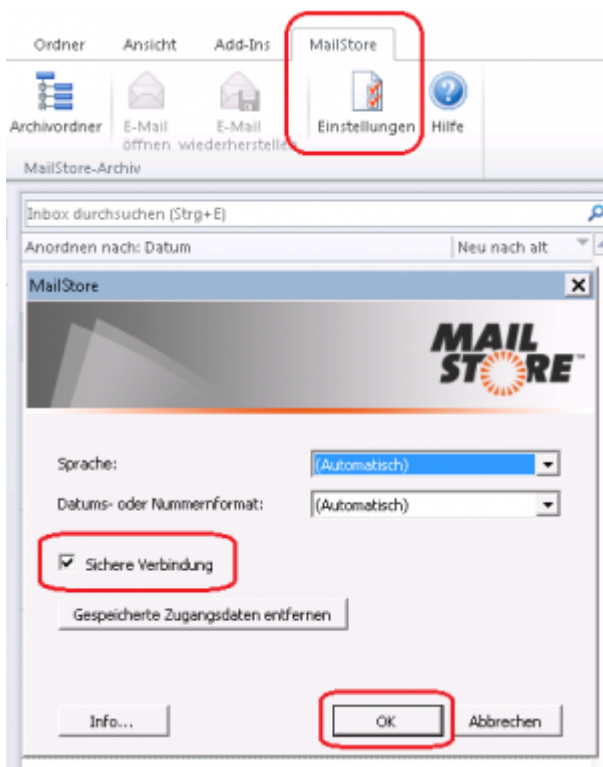 Ordner Ansicht Add-Ins MailStore
Archivordner
E-Mail öffnen
E-Mail wiederherstellen
Einstellungen
Hilfe
MailStore-Archiv
Inbox durchsuchen (Strg+E)
Anordnen nach: Datum Neu nach alt
MailStore
MAIL
STORE™
Sprache: (Automatisch)
Datums- oder Nummernformat: (Automatisch)
Sichere Verbindung
Gespeicherte Zugangsdaten entfernen
Info... OK Abbrechen